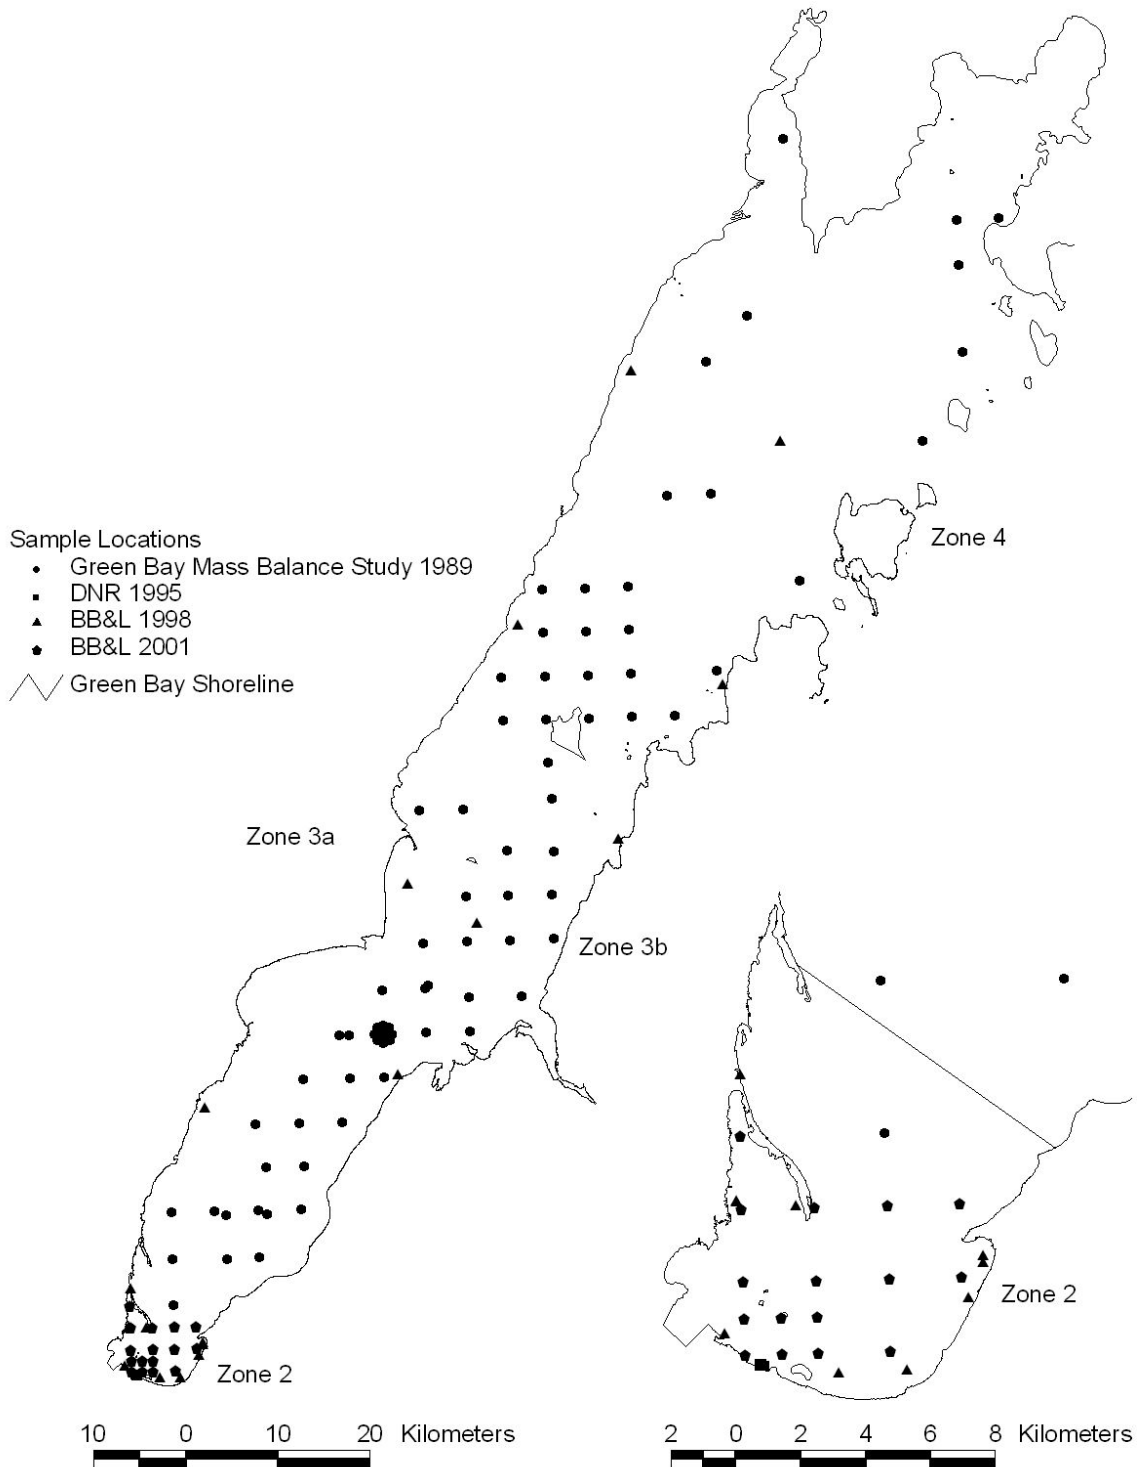 Zone 4
Sample Locations
Green Bay Mass Balance Study 1989
DNR 1995
BB&L 1998
BB&L 2001
Green Bay Shoreline
Zone 3a
Zone 3b
Zone 2
Zone 2
10 0 10 20 Kilometers
2 0 2 4 6 8 Kilometers